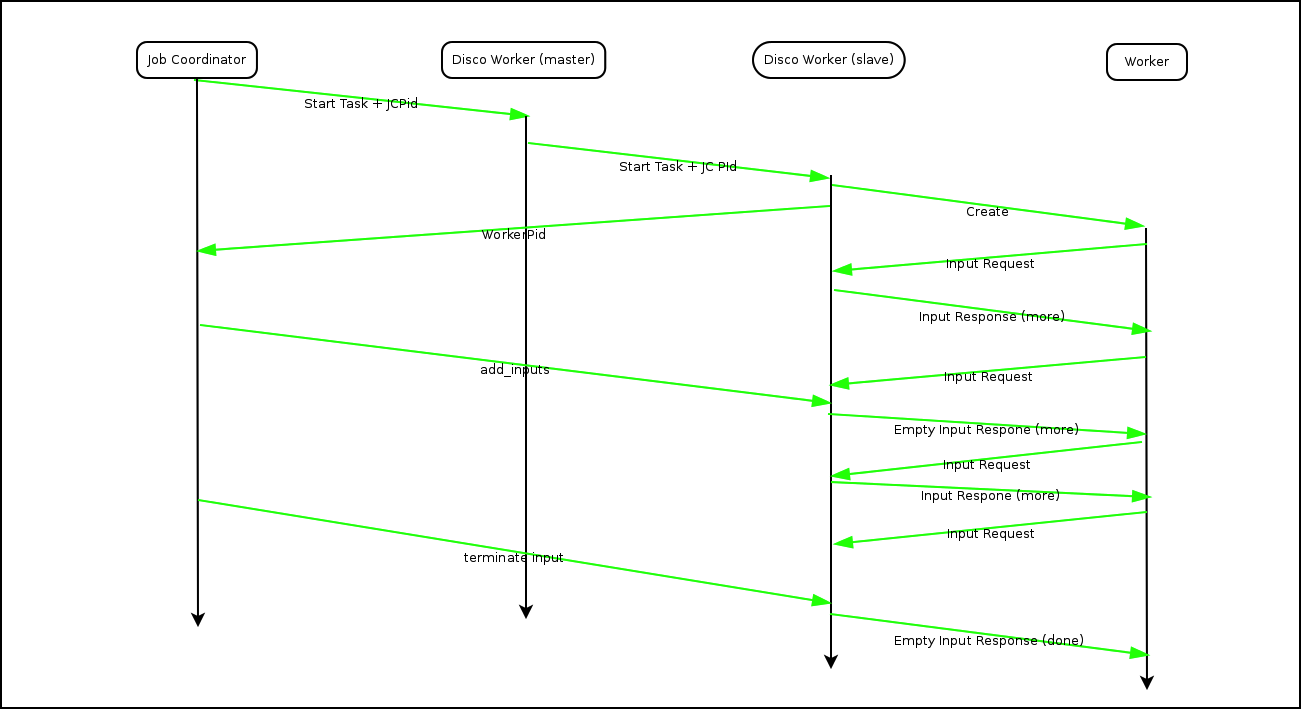 Job Coordinator
Disco Worker (master)
Disco Worker (slave)
Worker
Start Task + JCPid
Start Task + JC PId
Create
WorkerPid
Input Request
Input Response (more)
add_inputs
Input Request
Empty Input Respone (more)
Input Request
Input Respone (more)
Input Request
terminate input
Empty Input Response (done)